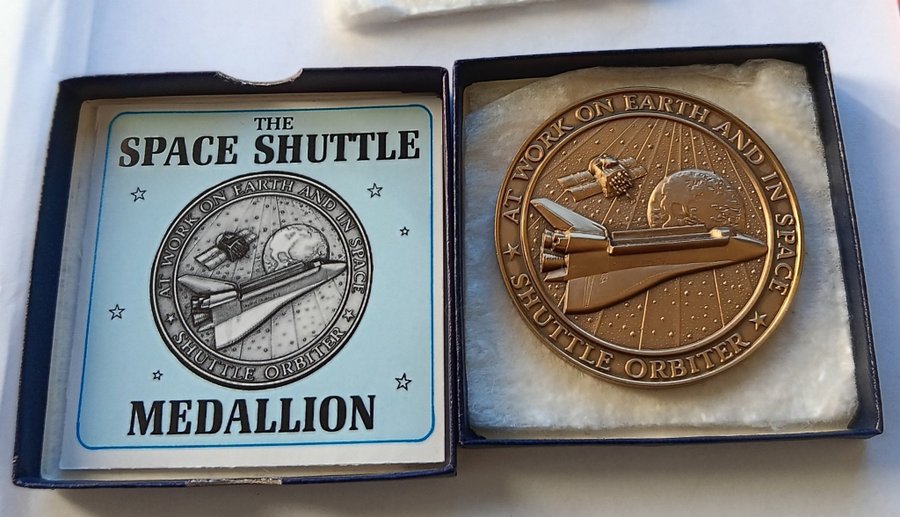 THE
SPACE SHUTTLE
AT WORK ON EARTH AND IN SPACE
SHUTTLE ORBITER
MEDALLION
AT WORK ON EARTH AND IN SPACE
SHUTTLE ORBITER